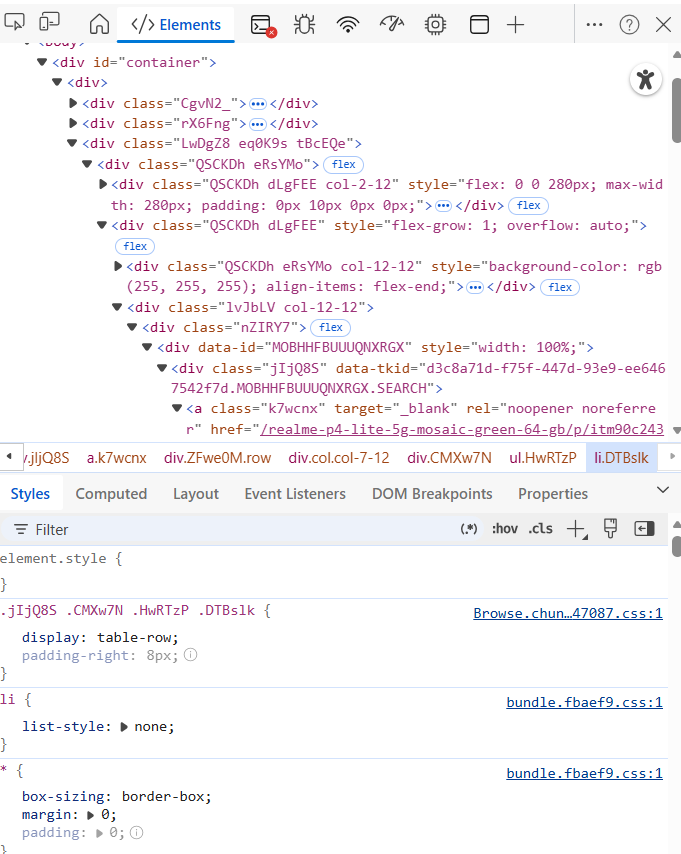 Elements
<body>
<div id="container">
<div>
<div class="CgvN2_">…</div>
<div class="rX6Fng">…</div>
<div class="LwDgZ8 eq0K9s tBcEQe">
<div class="QSCKDh eRsYMo"> flex
<div class="QSCKDh dLgFEE col-2-12" style="flex: 0 0 280px; max-wid
th: 280px; padding: 0px 10px 0px 0px;">…</div> flex
<div class="QSCKDh dLgFEE" style="flex-grow: 1; overflow: auto;">
flex
<div class="QSCKDh eRsYMo col-12-12" style="background-color: rgb
(255, 255, 255); align-items: flex-end;">…</div> flex
<div class="lvJbLV col-12-12">
<div class="nZIRY7"> flex
<div data-id="MOBHHFBUUUQNXRGX" style="width: 100%;">
<div class="jIjQ8S" data-tkid="d3c8a71d-f75f-447d-93e9-ee646
7542f7d.MOBHHFBUUUQNXRGX.SEARCH">
<a class="k7wcnx" target="_blank" rel="noopener noreferre
r" href="/realme-p4-lite-5g-mosaic-green-64-gb/p/itm90c243
v.jIjQ8S a.k7wcnx div.ZFwe0M.row div.col.col-7-12 div.CMXw7N ul.HwRTzP li.DTBslk
Styles Computed Layout Event Listeners DOM Breakpoints Properties
Filter (.*) :hov .cls
element.style {
}
.jIjQ8S .CMXw7N .HwRTzP .DTBslk { Browse.chun…47087.css:1
display: table-row;
padding-right: 8px;
}
li { bundle.fbaef9.css:1
list-style: none;
}
* { bundle.fbaef9.css:1
box-sizing: border-box;
margin: 0;
padding: 0;
}